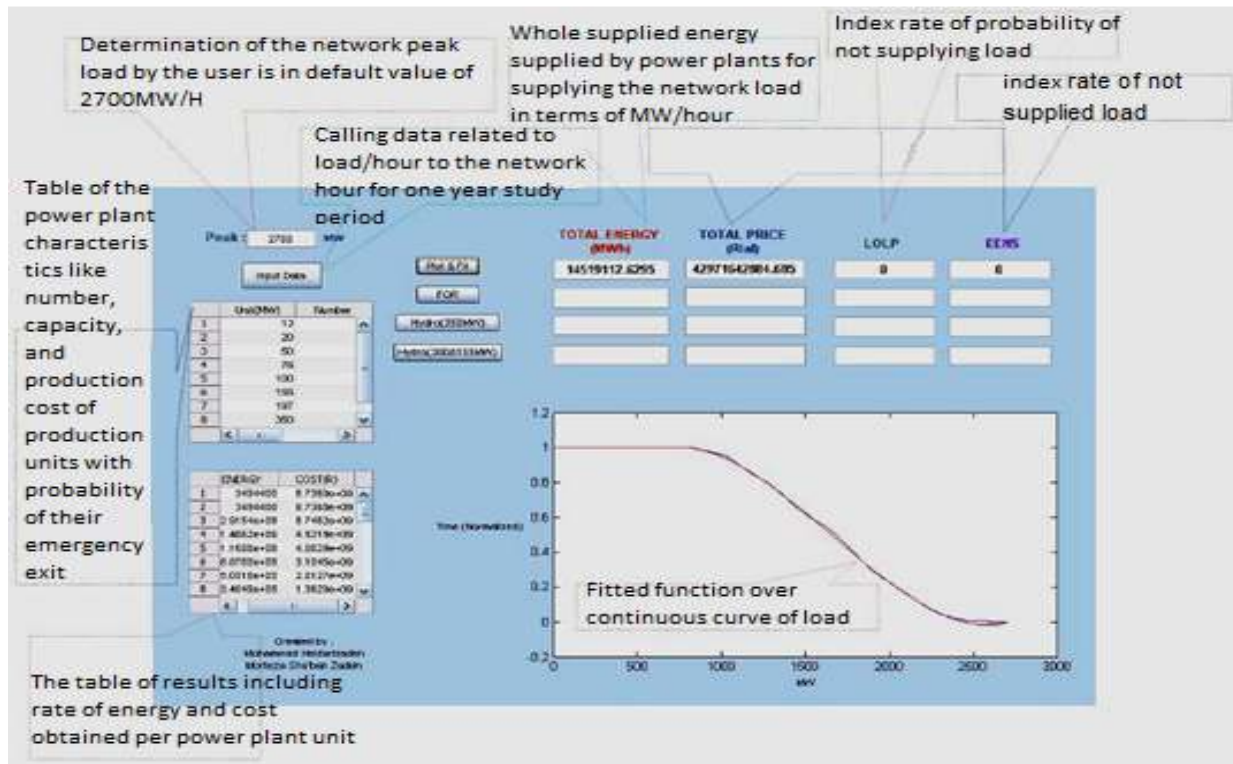 Determination of the network peak
load by the user is in default value of
2700MW/H
Whole supplied energy
supplied by power plants for
supplying the network load
in terms of MW/hour
Index rate of probability of
not supplying load
index rate of not
supplied load
Calling data related to
load/hour to the network
hour for one year study
period
Table of the
power plant
characteris
tics like
number,
capacity,
and
production
cost of
production
units with
probability
of their
emergency
exit
Peak : 2700 MW
Input Data
Plot & Fit
FOR
TOTAL ENERGY
(MWh)
TOTAL PRICE
(Rial)
LOLP
EENS
14519112.6255
0
0
Unit(MW) Number
1 12
2 20
3 50
4 76
5 100
6
7 197
8
ENERGY COST(R)
1 3494400
2 3494400
3
4
5
6
7
8
Time (Normalized)
1.2
1
0.8
0.6
0.4
0.2
0
-0.2
0 500 1000 1500 2000 2500 3000
MW
Fitted function over
continuous curve of load
Created by :
The table of results including
rate of energy and cost
obtained per power plant unit